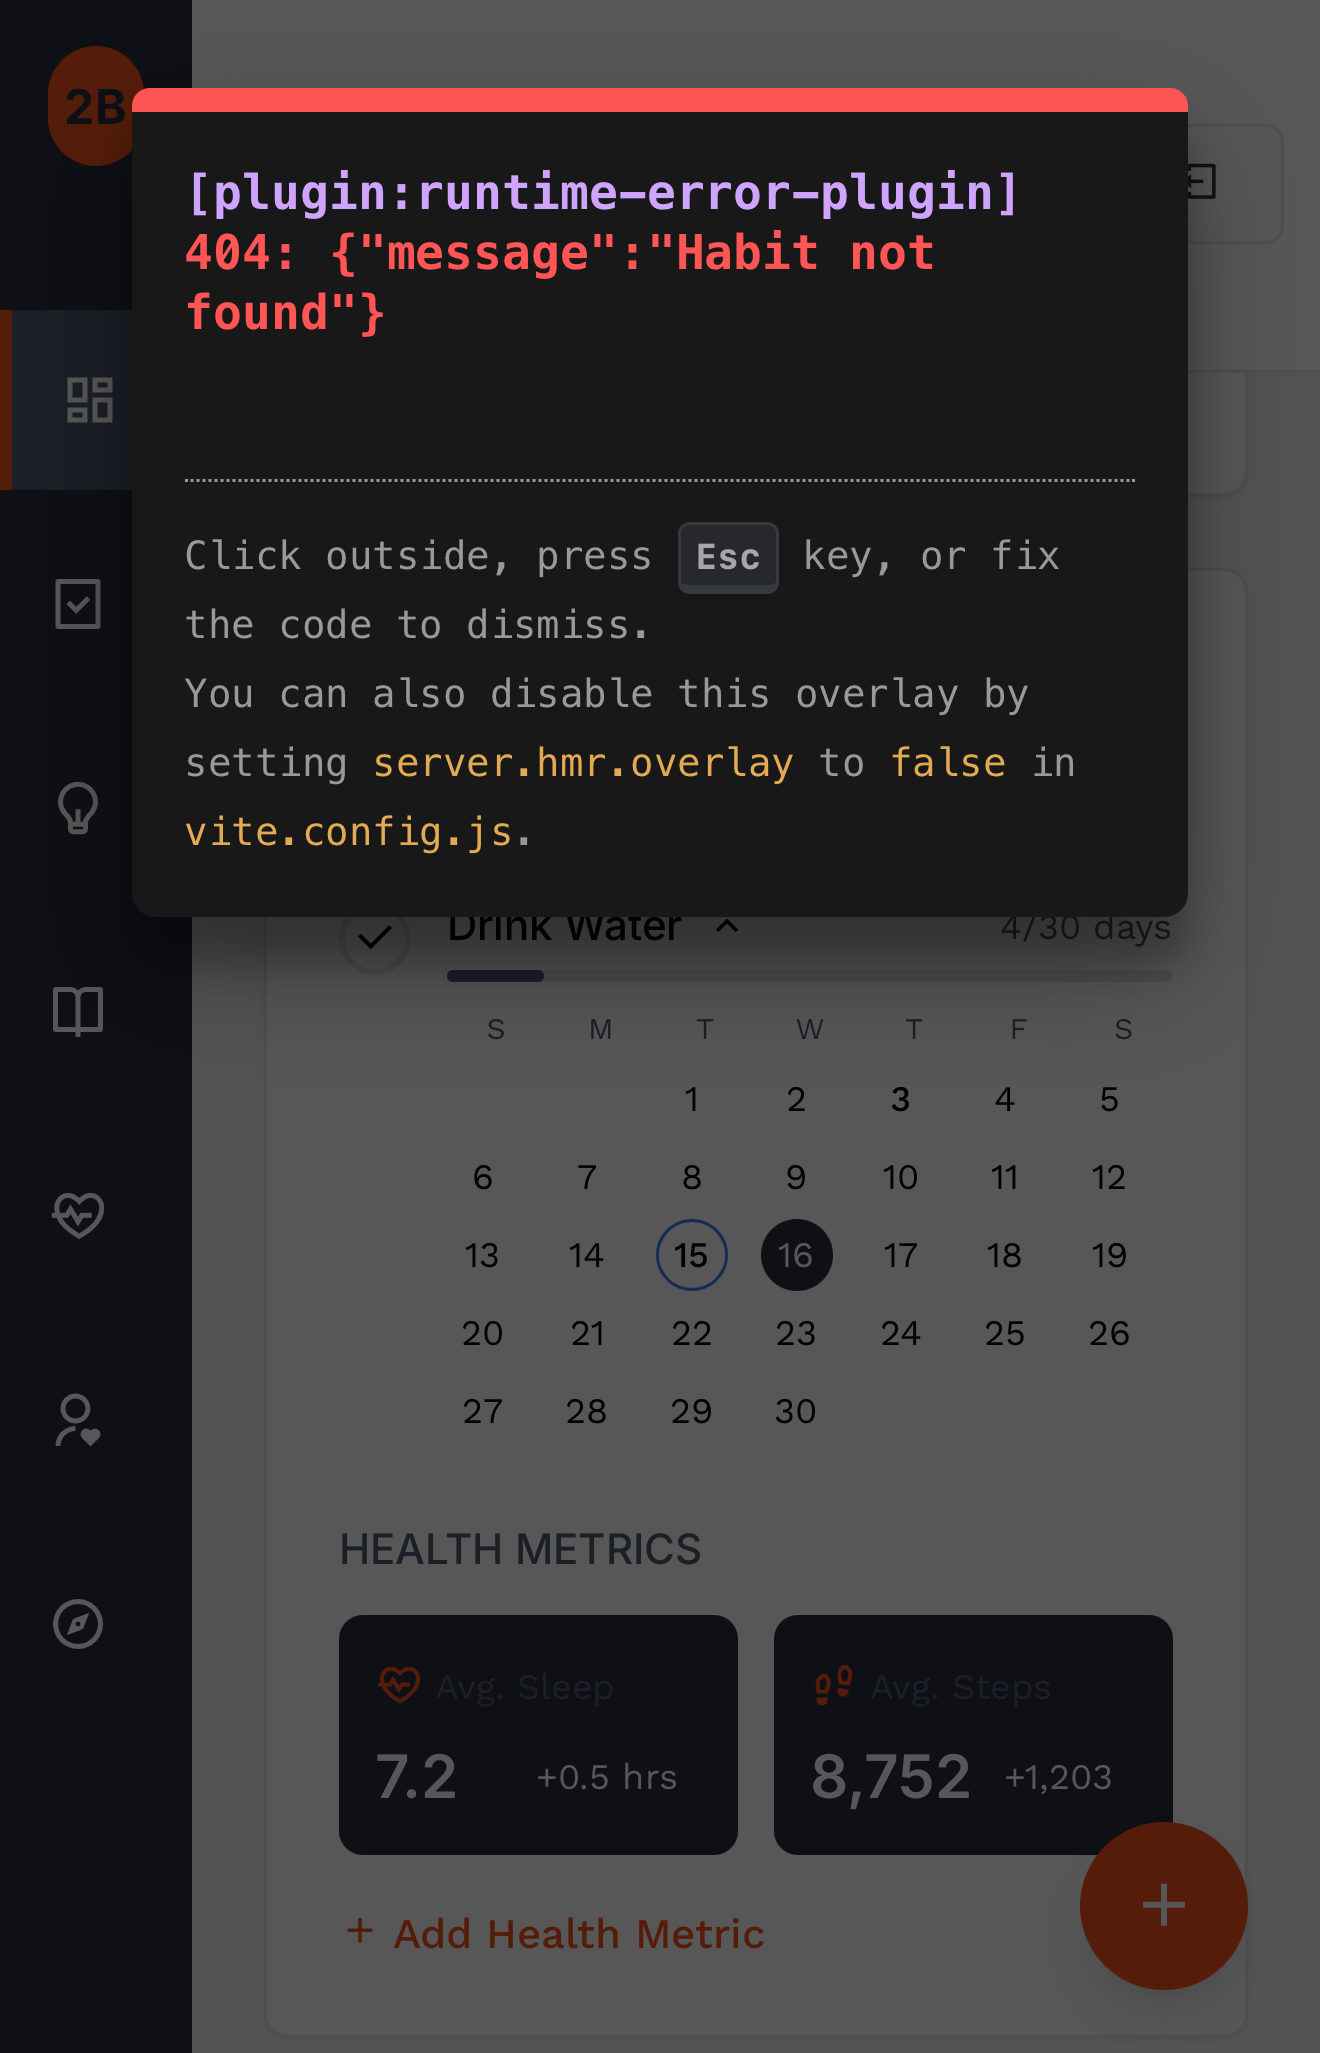 2B
[plugin:runtime-error-plugin]
404: {"message":"Habit not
found"}
Click outside, press Esc key, or fix
the code to dismiss.
You can also disable this overlay by
setting server.hmr.overlay to false in
vite.config.js.
Drink Water 4/30 days
S M T W T F S
1 2 3 4 5
6 7 8 9 10 11 12
13 14 15 16 17 18 19
20 21 22 23 24 25 26
27 28 29 30
HEALTH METRICS
Avg. Sleep Avg. Steps
7.2 +0.5 hrs 8,752 +1,203
+ Add Health Metric
+